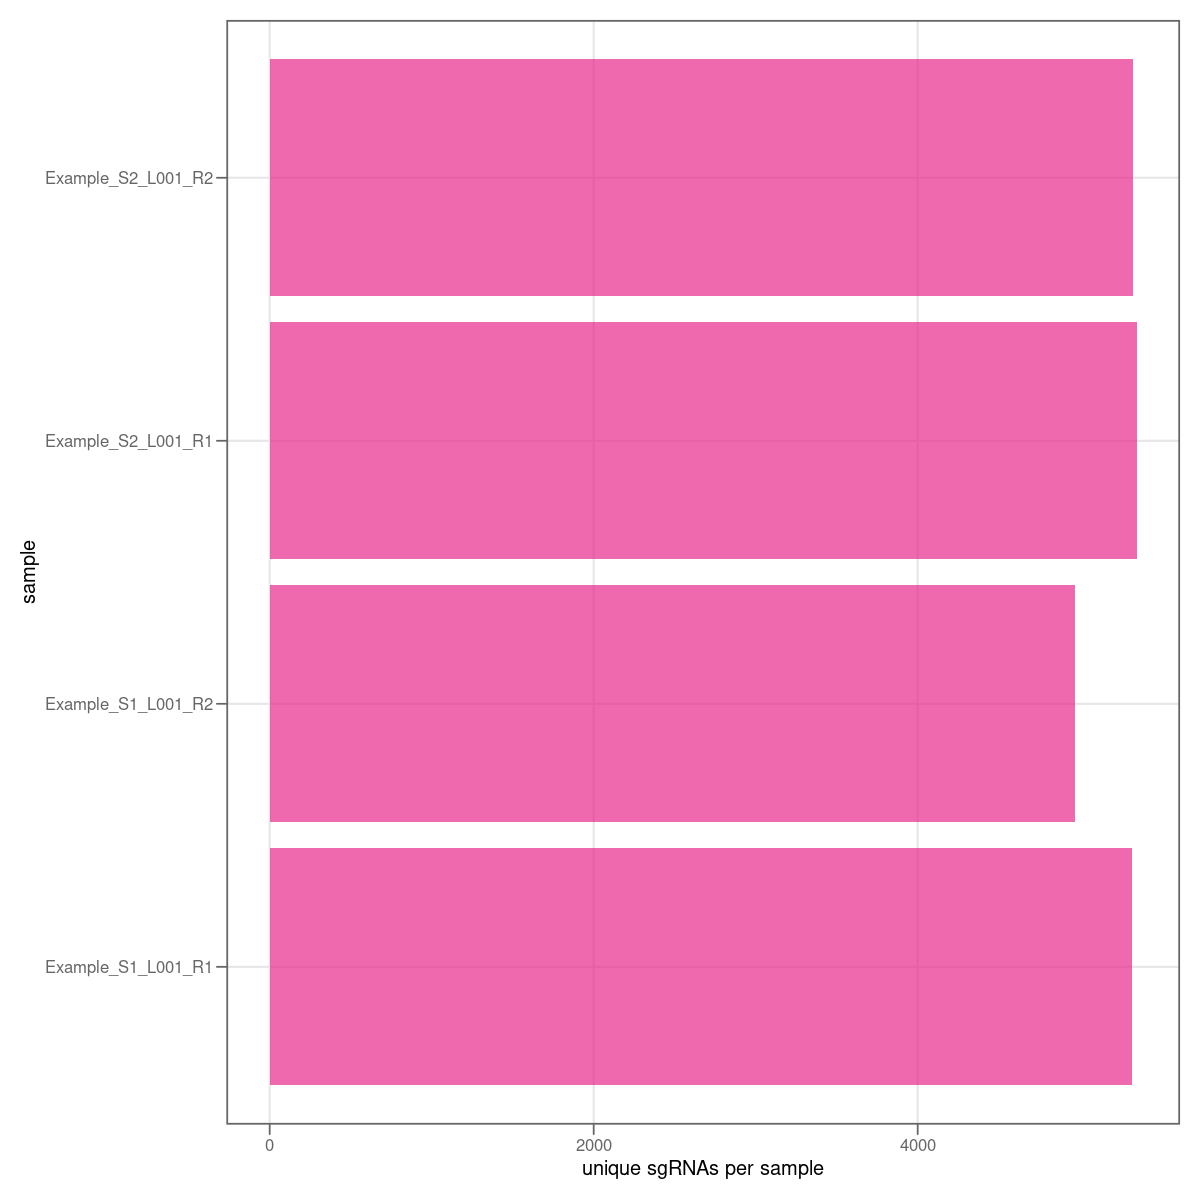 Example_S2_L001_R2
Example_S2_L001_R1
sample
Example_S1_L001_R2
Example_S1_L001_R1
0 2000 4000
unique sgRNAs per sample